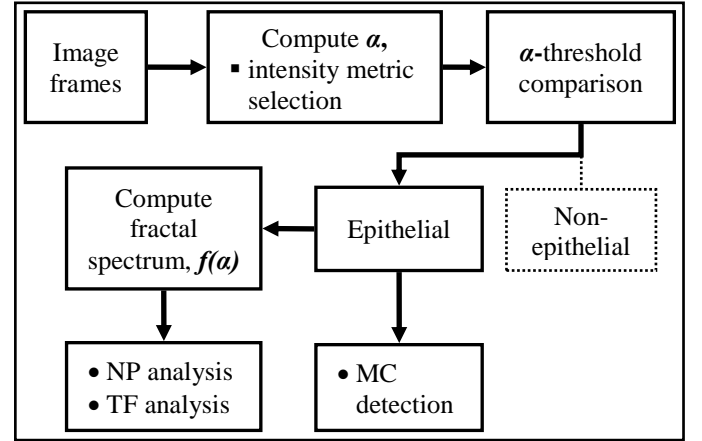 Image
frames
Compute α,
▪ intensity metric
selection
α-threshold
comparison
Compute
fractal
spectrum, f(α)
Epithelial
Non-
epithelial
• NP analysis
• TF analysis
• MC
detection